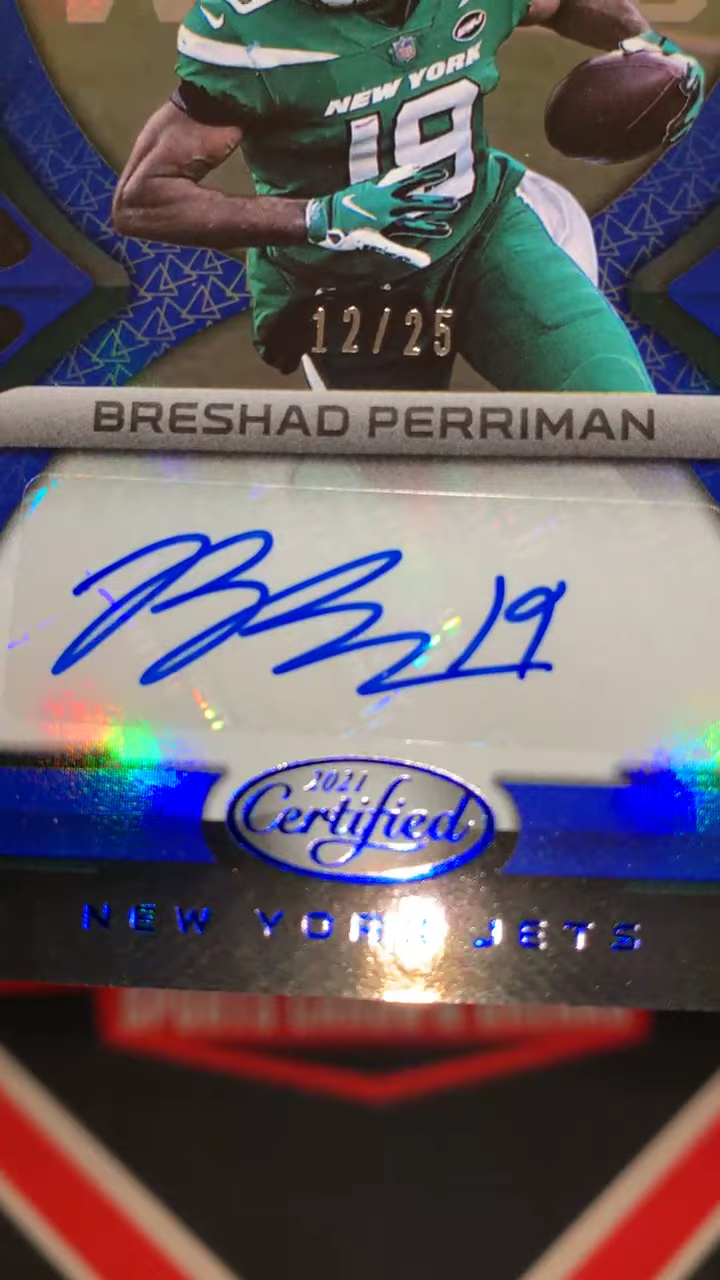 NEW YORK
19
12/25
BRESHAD PERRIMAN
19
2021
Certified
NEW YORK JETS